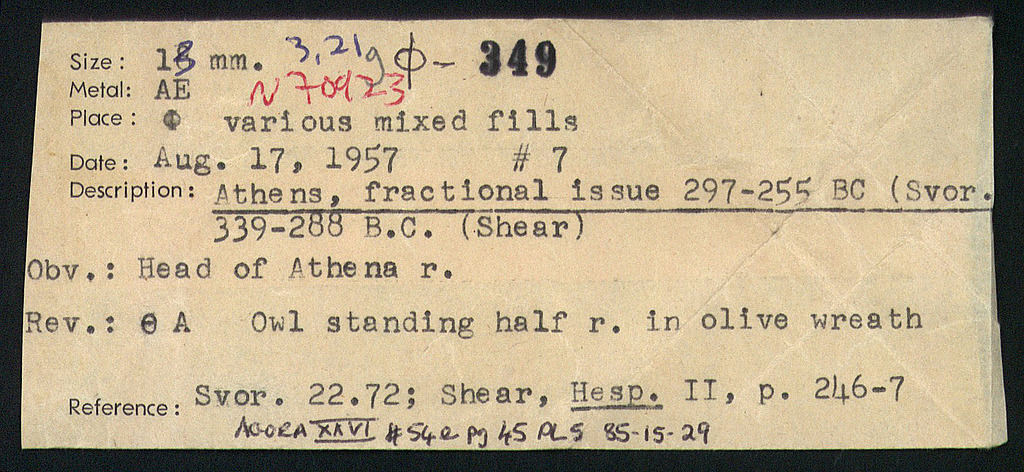 Size: 18 mm. 3,21g ϕ- 349
Metal: AE N 70923
Place: Φ various mixed fills
Date: Aug. 17, 1957 # 7
Description: Athens, fractional issue 297-255 BC (Svor.
339-288 B.C. (Shear)
Obv.: Head of Athena r.
Rev.: Θ A Owl standing half r. in olive wreath
Reference: Svor. 22.72; Shear, Hesp. II, p. 246-7
AGORA XXVI #54e pg 45 PLS 85-15-29